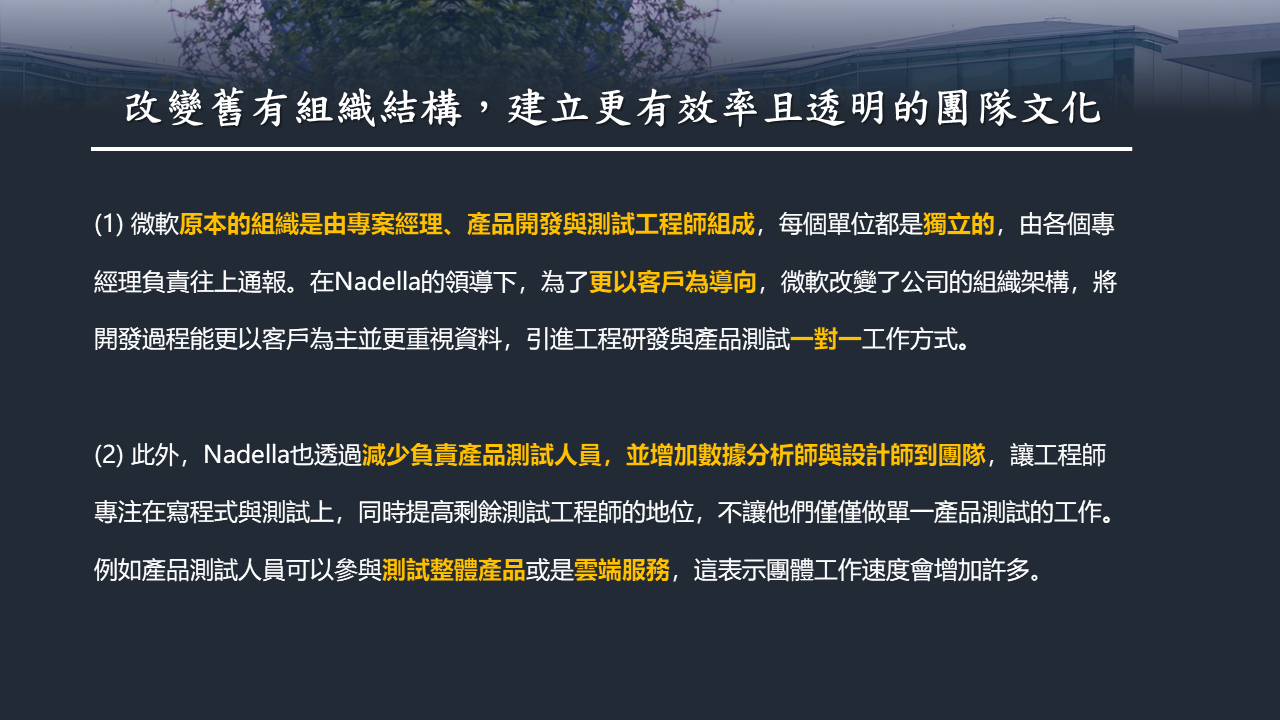 改變舊有組織結構，建立更有效率且透明的團隊文化
(1) 微軟原本的組織是由專案經理、產品開發與測試工程師組成，每個單位都是獨立的，由各個專
經理負責往上通報。在Nadella的領導下，為了更以客戶為導向，微軟改變了公司的組織架構，將
開發過程能更以客戶為主並更重視資料，引進工程研發與產品測試一對一工作方式。
(2) 此外，Nadella也透過減少負責產品測試人員，並增加數據分析師與設計師到團隊，讓工程師
專注在寫程式與測試上，同時提高剩餘測試工程師的地位，不讓他們僅僅做單一產品測試的工作。
例如產品測試人員可以參與測試整體產品或是雲端服務，這表示團體工作速度會增加許多。